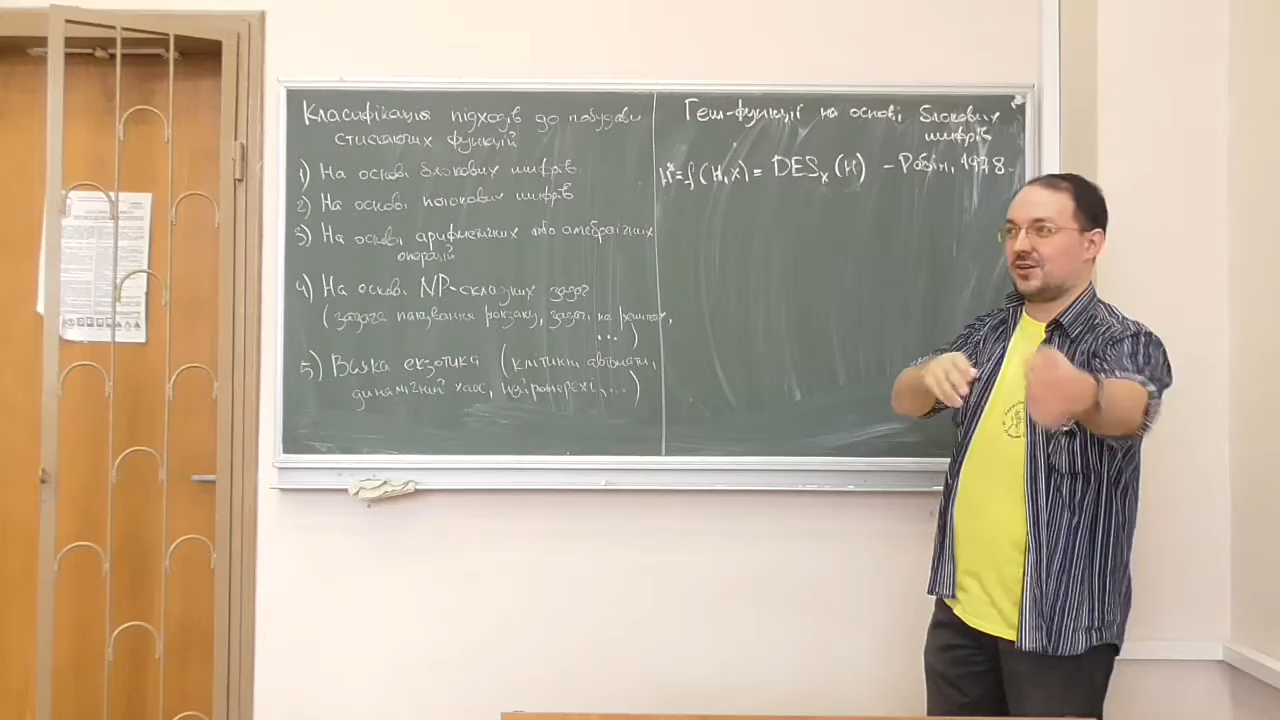 Класифікація підходів до побудови
стискаючих функцій
1) На основі блокових шифрів
2) На основі потокових шифрів
3) На основі арифметичних або алгебраїчних
операцій
4) На основі NP-складних задач
(задача пакування рюкзаку, задачі на решітках,
...)
5) Всяка екзотика (клітинні автомати,
динамічний хаос, нейромережі, ...)
Геш-функції на основі блокових
шифрів
H* = f(H, x) = DESₓ(H) – Рабін, 1978.